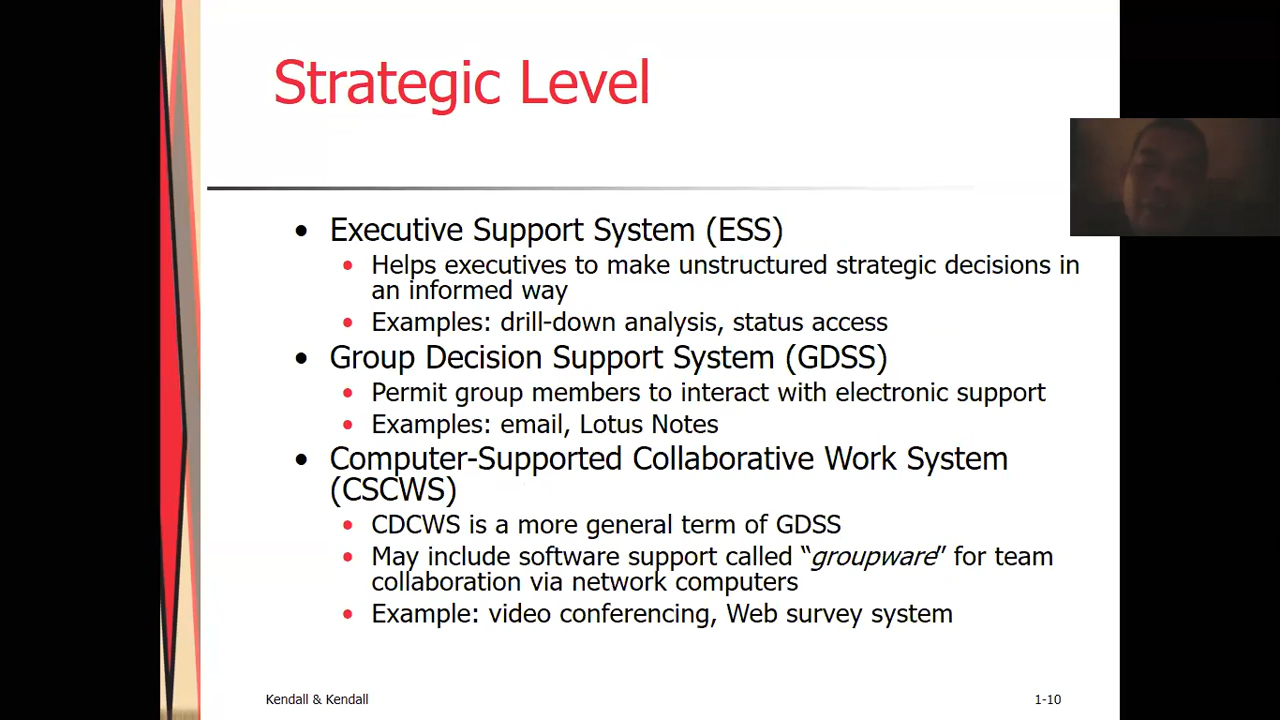 Strategic Level
• Executive Support System (ESS)
• Helps executives to make unstructured strategic decisions in
an informed way
• Examples: drill-down analysis, status access
• Group Decision Support System (GDSS)
• Permit group members to interact with electronic support
• Examples: email, Lotus Notes
• Computer-Supported Collaborative Work System
(CSCWS)
• CDCWS is a more general term of GDSS
• May include software support called “groupware” for team
collaboration via network computers
• Example: video conferencing, Web survey system
Kendall & Kendall
1-10